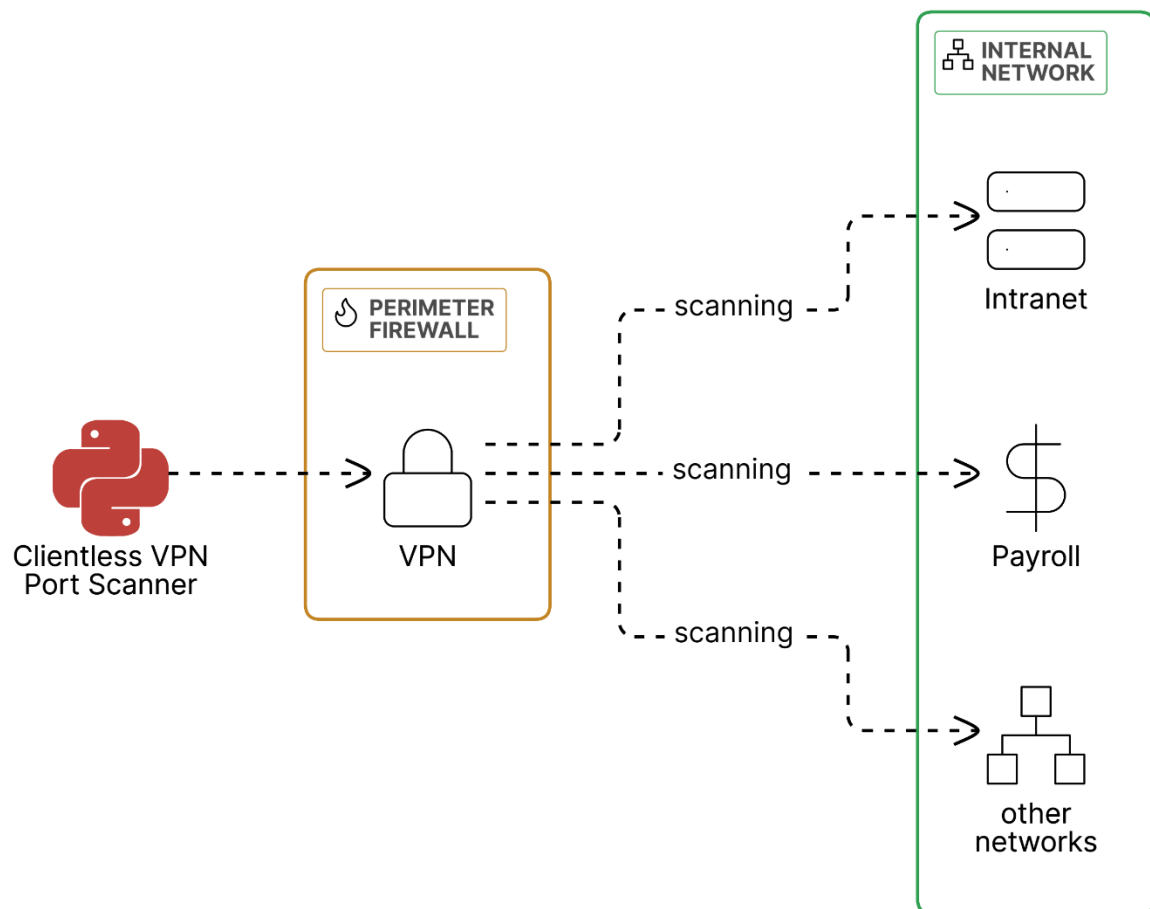 INTERNAL
NETWORK
Intranet
scanning
PERIMETER
FIREWALL
scanning
Clientless VPN
Port Scanner
VPN
Payroll
scanning
other
networks